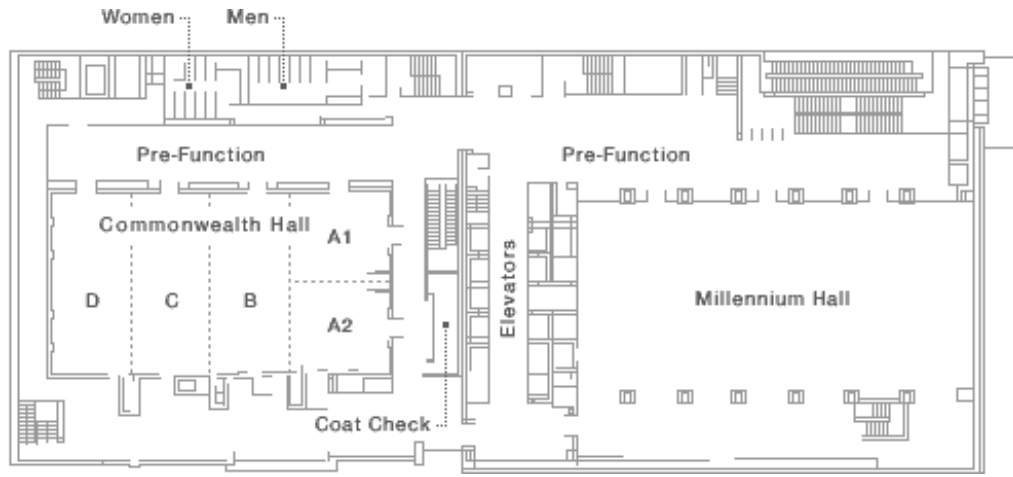 Women
Men
Pre-Function
Pre-Function
Commonwealth Hall
A1
D
C
B
A2
Elevators
Millennium Hall
Coat Check